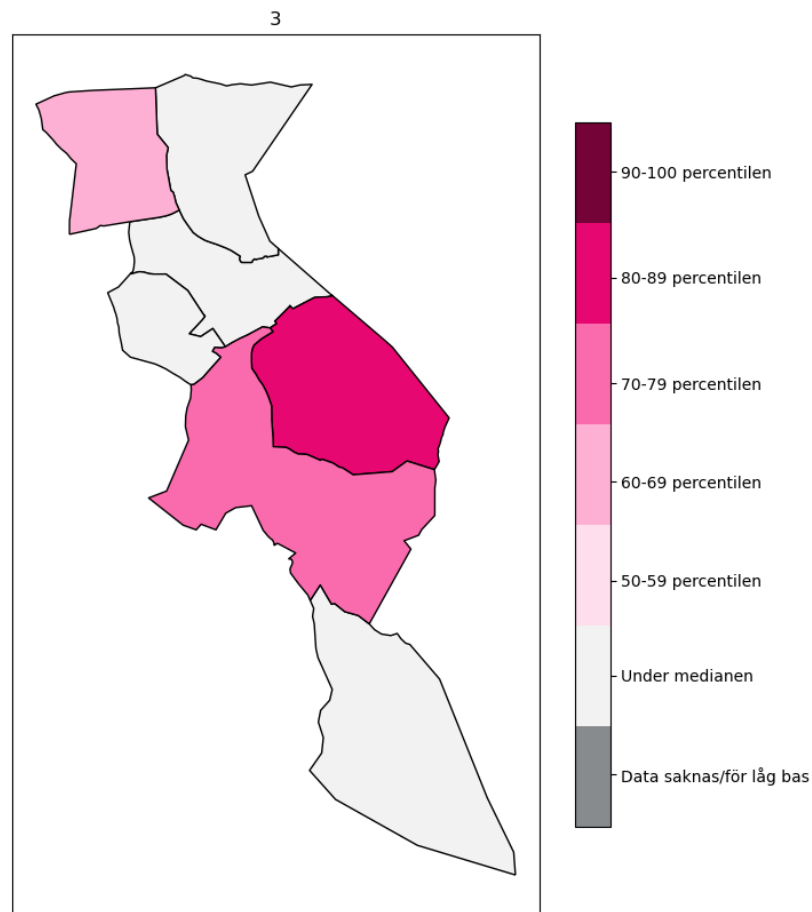 3
90-100 percentilen
80-89 percentilen
70-79 percentilen
60-69 percentilen
50-59 percentilen
Under medianen
Data saknas/för låg bas